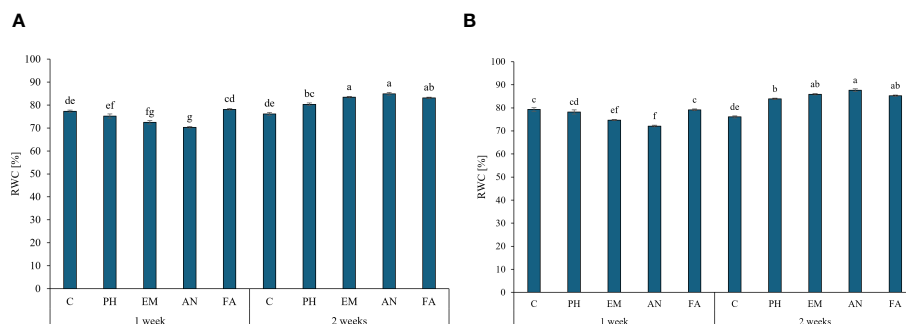 A
100
90
80
70
60
50
40
30
20
10
0
RWC [%]
de ef fg g cd de bc a a ab
C PH EM AN FA C PH EM AN FA
1 week 2 weeks
B
100
90
80
70
60
50
40
30
20
10
0
RWC [%]
c cd ef f c de b ab a ab
C PH EM AN FA C PH EM AN FA
1 week 2 weeks